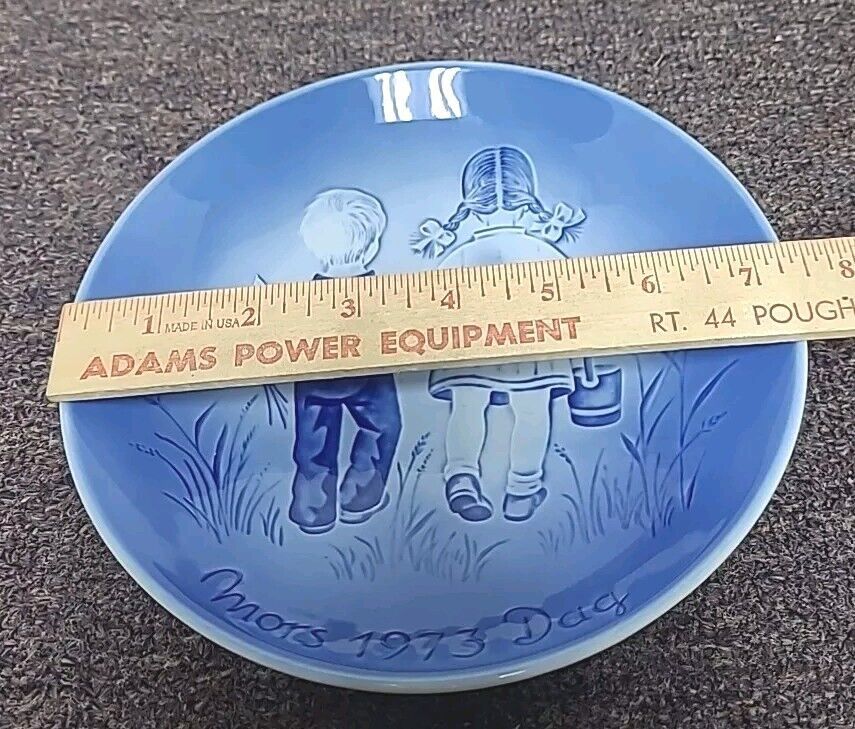 1 2 3 4 5 6 7 8
MADE IN USA
ADAMS POWER EQUIPMENT RT. 44 POUGH
Mors 1973 Dag